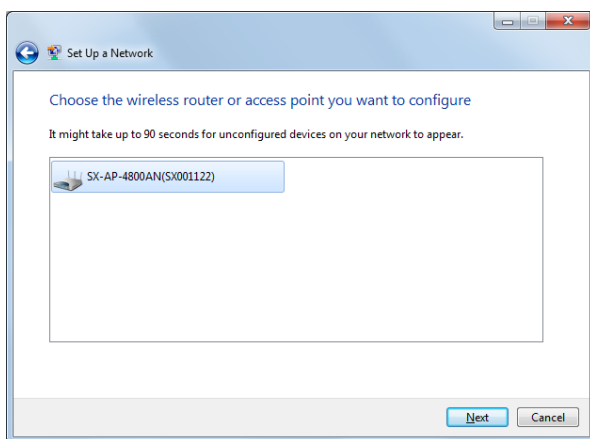 Set Up a Network
Choose the wireless router or access point you want to configure
It might take up to 90 seconds for unconfigured devices on your network to appear.
SX-AP-4800AN(SX001122)
Next Cancel